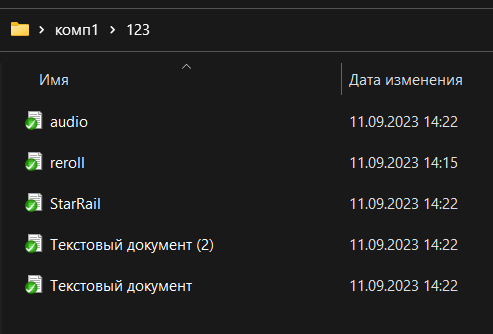 комп1 > 123
Имя Дата изменения
audio 11.09.2023 14:22
reroll 11.09.2023 14:15
StarRail 11.09.2023 14:22
Текстовый документ (2) 11.09.2023 14:22
Текстовый документ 11.09.2023 14:22